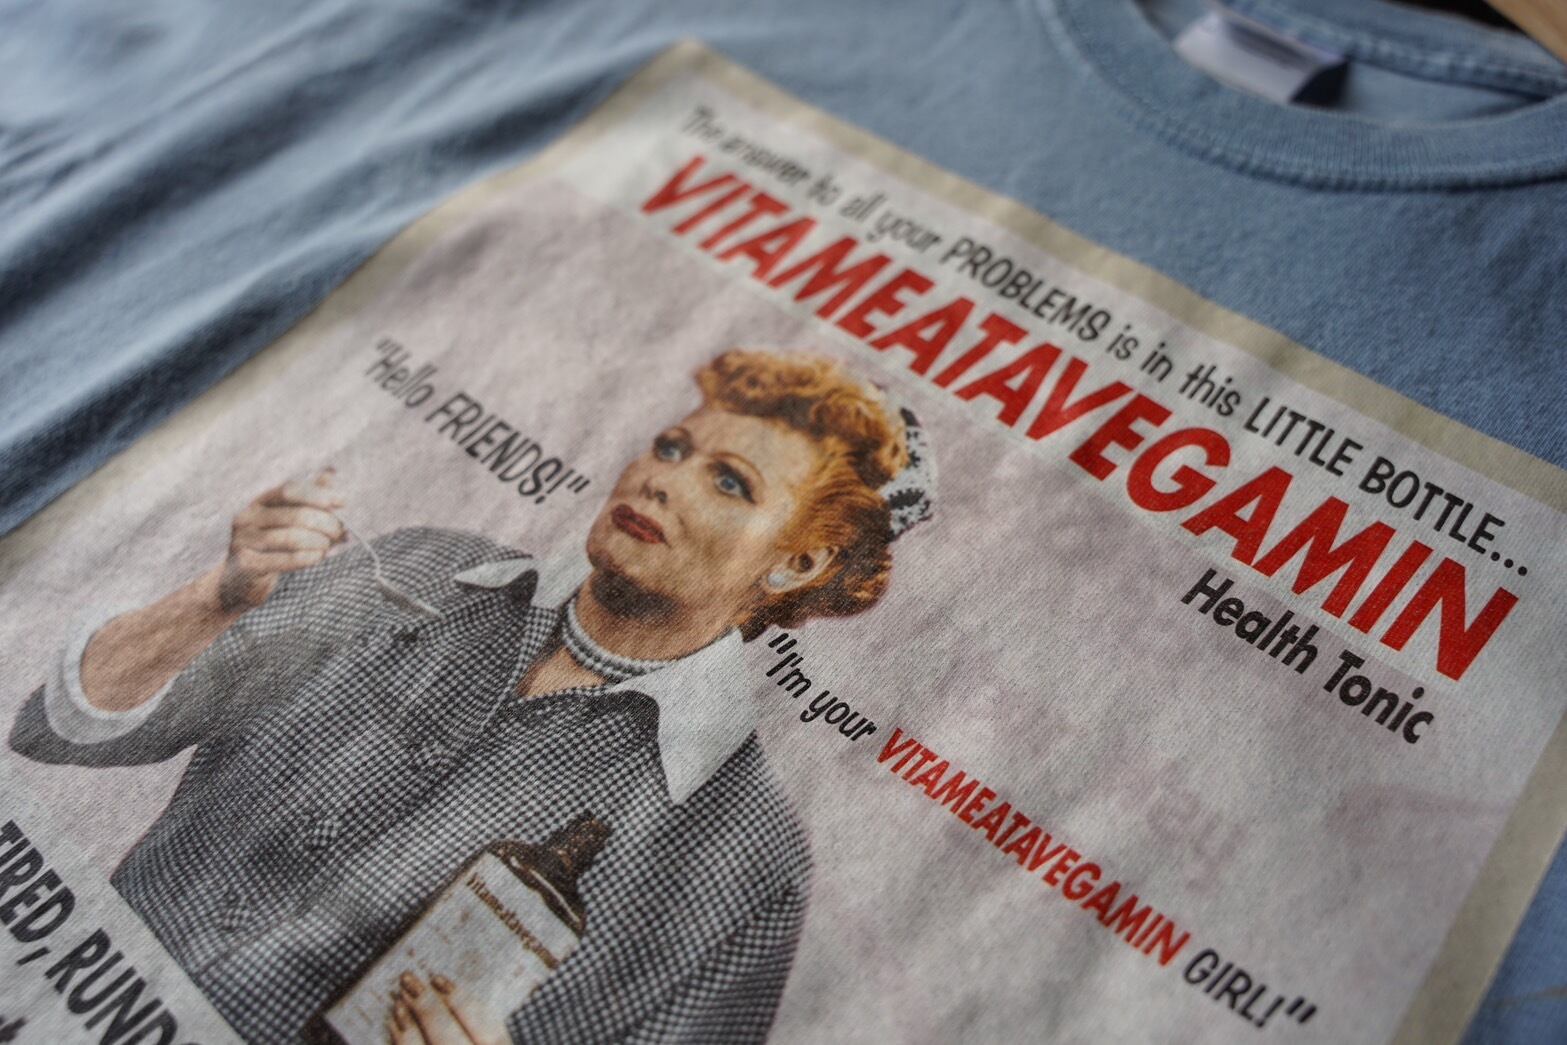 The answer to all your PROBLEMS is in this LITTLE BOTTLE...
VITAMEATAVEGAMIN
Health Tonic
"Hello FRIENDS!"
"I'm your VITAMEATAVEGAMIN GIRL!"
Vitameatavegamin
TIRED,